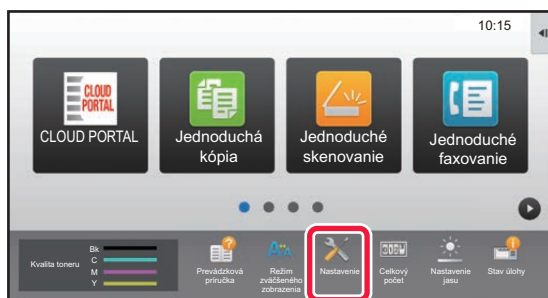 10:15
CLOUD
PORTAL
CLOUD PORTAL
Jednoduchá
kópia
Jednoduché
skenovanie
Jednoduché
faxovanie
Kvalita toneru
Bk
C
M
Y
Prevádzková
príručka
Režim
zväčšeného
zobrazenia
Nastavenie
Celkový
počet
Nastavenie
jasu
Stav úlohy